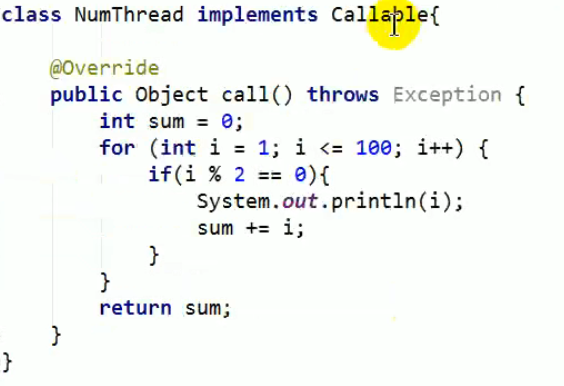 class NumThread implements Callable{
@Override
public Object call() throws Exception {
int sum = 0;
for (int i = 1; i <= 100; i++) {
if(i % 2 == 0){
System.out.println(i);
sum += i;
}
}
return sum;
}
}